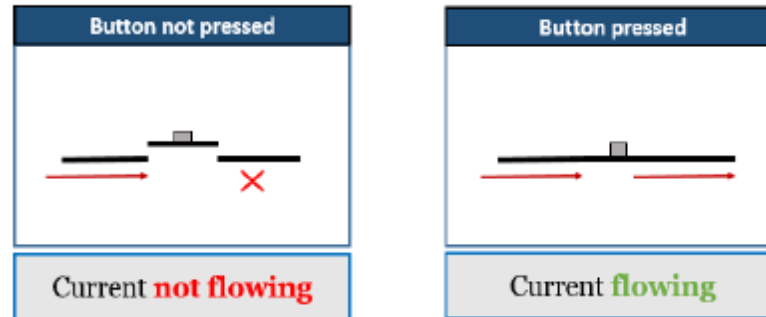 Button not pressed
Button pressed
Current not flowing
Current flowing